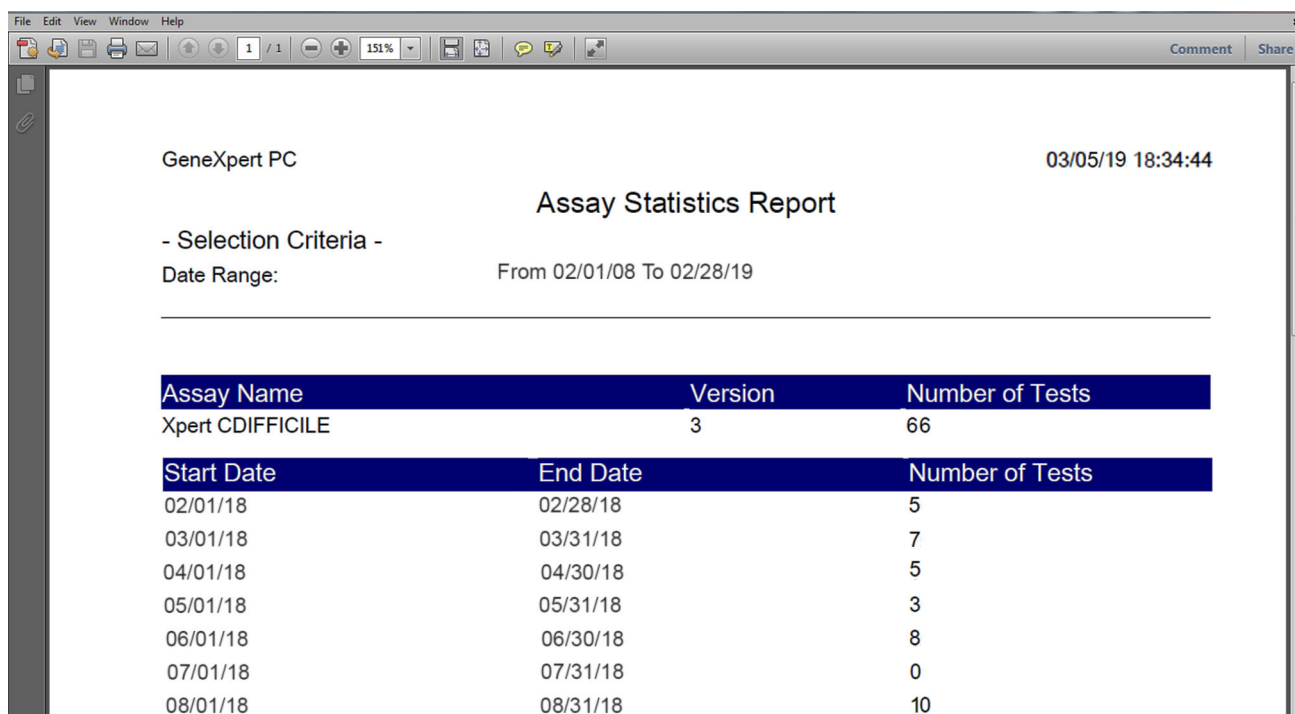 File Edit View Window Help
1 / 1 151% Comment Share
GeneXpert PC 03/05/19 18:34:44
Assay Statistics Report
- Selection Criteria -
Date Range: From 02/01/08 To 02/28/19
Assay Name Version Number of Tests
Xpert CDIFFICILE 3 66
Start Date End Date Number of Tests
02/01/18 02/28/18 5
03/01/18 03/31/18 7
04/01/18 04/30/18 5
05/01/18 05/31/18 3
06/01/18 06/30/18 8
07/01/18 07/31/18 0
08/01/18 08/31/18 10